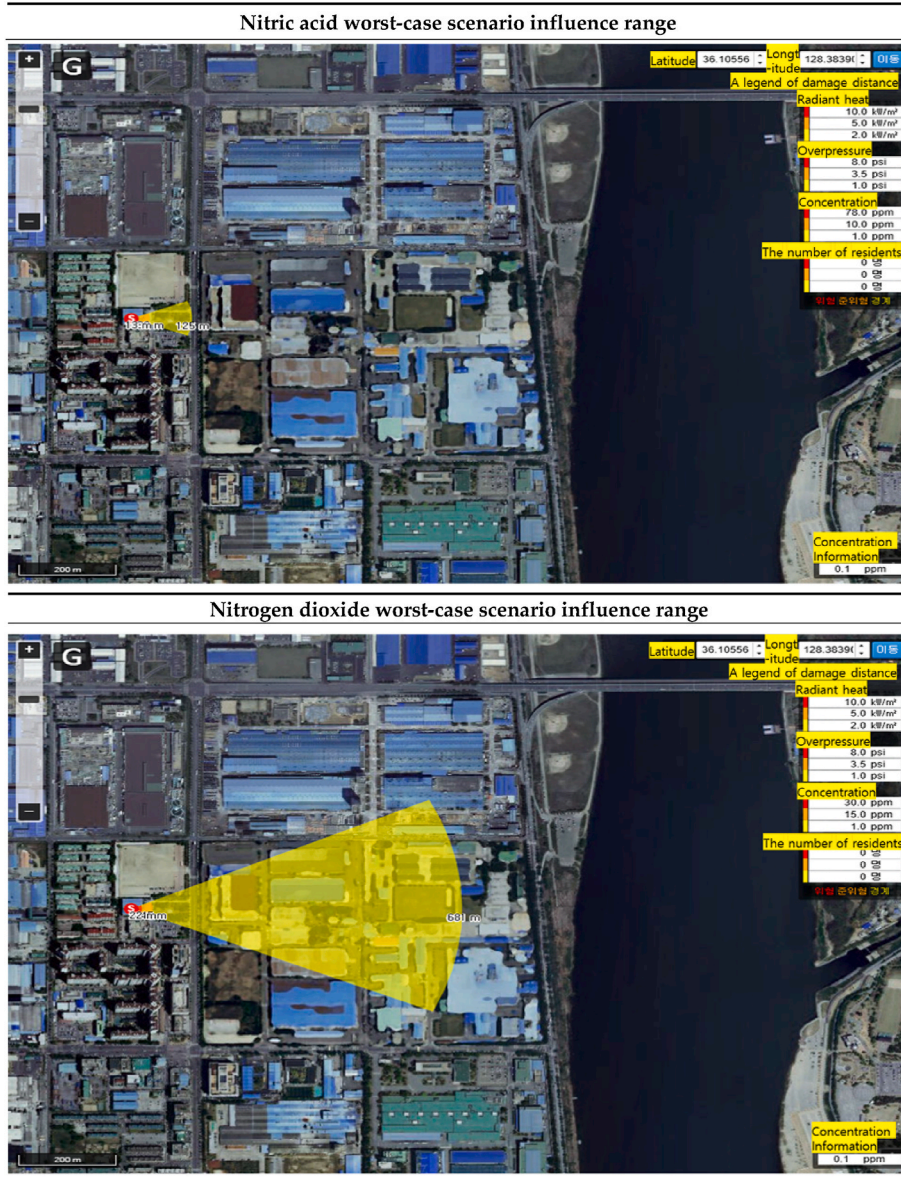 Nitric acid worst-case scenario influence range
+
G
Latitude 36.10556 Longt -itude 128.3839( 이동
A legend of damage distance
Radiant heat
10.0 kW/m²
5.0 kW/m²
2.0 kW/m²
Overpressure
8.0 psi
3.5 psi
1.0 psi
Concentration
78.0 ppm
10.0 ppm
1.0 ppm
The number of residents
0 명
0 명
0 명
위험 준위험 경계
S
125 m
−
Concentration
Information
0.1 ppm
200 m
Nitrogen dioxide worst-case scenario influence range
+
G
Latitude 36.10556 Longt -itude 128.3839( 이동
A legend of damage distance
Radiant heat
10.0 kW/m²
5.0 kW/m²
2.0 kW/m²
Overpressure
8.0 psi
3.5 psi
1.0 psi
Concentration
30.0 ppm
15.0 ppm
1.0 ppm
The number of residents
0 명
0 명
0 명
위험 준위험 경계
−
S
681 m
Concentration
Information
0.1 ppm
200 m